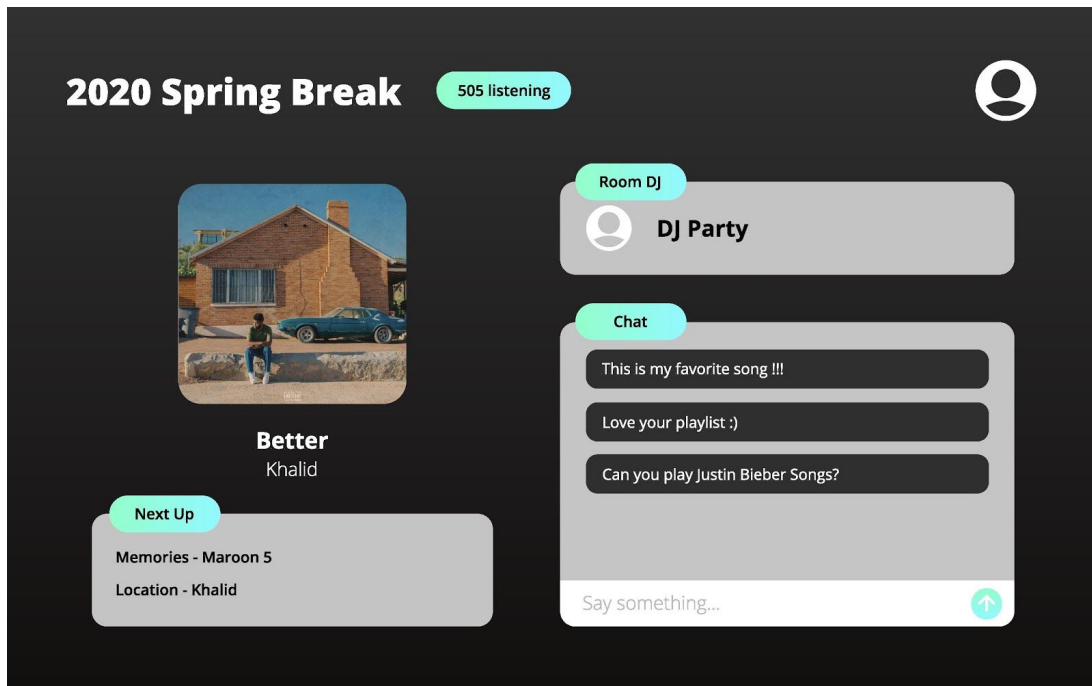 2020 Spring Break
505 listening
Better
Khalid
Next Up
Memories - Maroon 5
Location - Khalid
Room DJ
DJ Party
Chat
This is my favorite song !!!
Love your playlist :)
Can you play Justin Bieber Songs?
Say something...